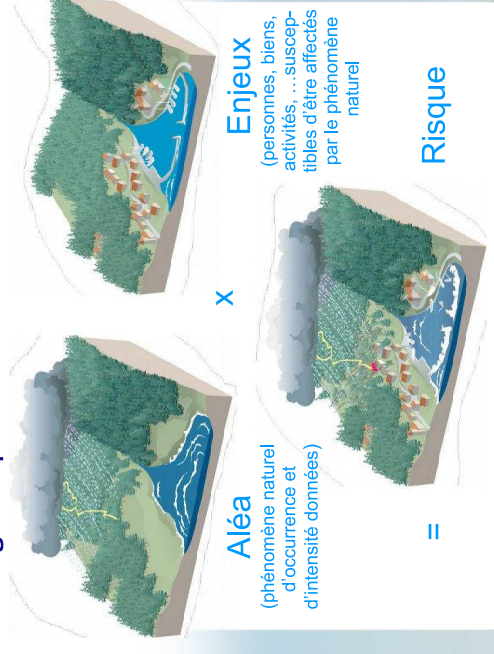 Aléa
(phénomène naturel
d'occurrence et
d'intensité données)
x
Enjeux
(personnes, biens,
activités, ...suscep-
tibles d'être affectés
par le phénomène
naturel
=
Risque